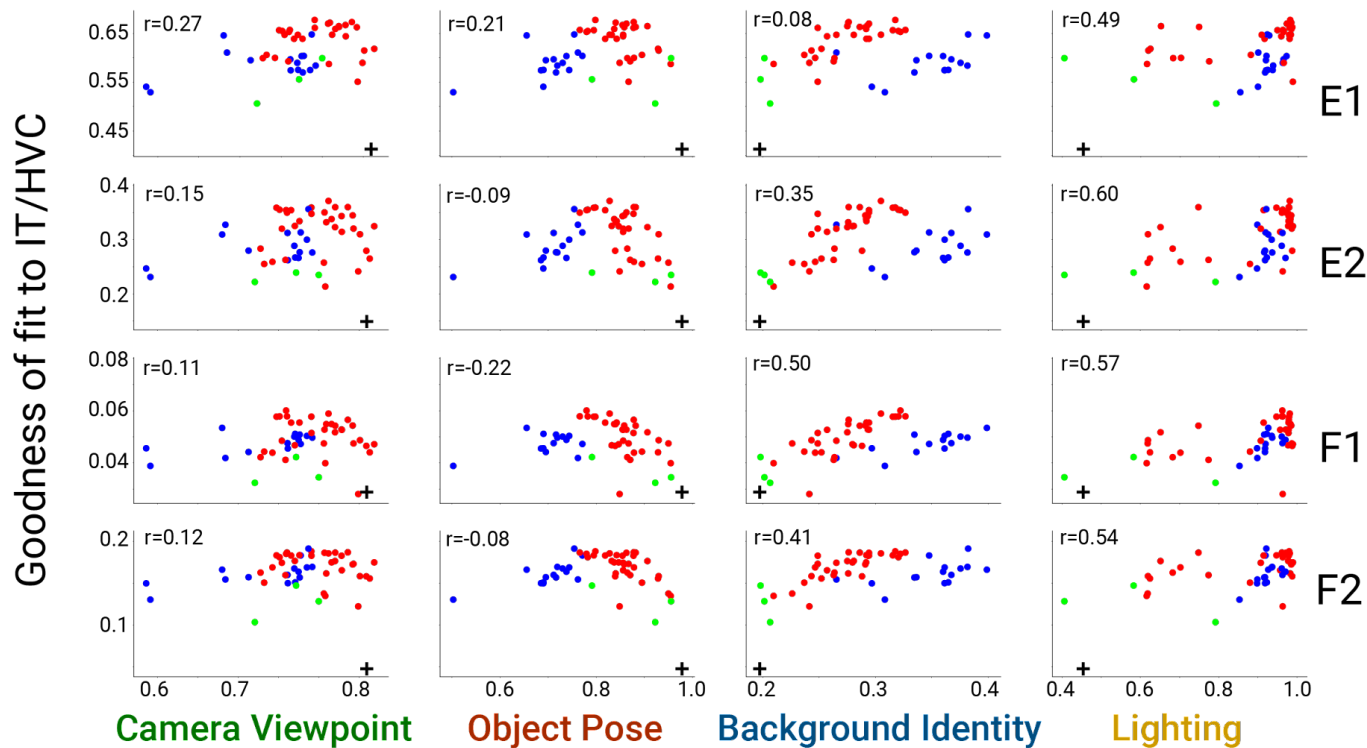 Goodness of fit to IT/HVC
0.65
0.55
0.45
r=0.27
r=0.21
r=0.08
r=0.49
E1
0.4
0.3
0.2
r=0.15
r=-0.09
r=0.35
r=0.60
E2
0.08
0.06
0.04
r=0.11
r=-0.22
r=0.50
r=0.57
F1
0.2
0.1
r=0.12
r=-0.08
r=0.41
r=0.54
F2
0.6 0.7 0.8
0.6 0.8 1.0
0.2 0.3 0.4
0.4 0.6 0.8 1.0
Camera Viewpoint
Object Pose
Background Identity
Lighting